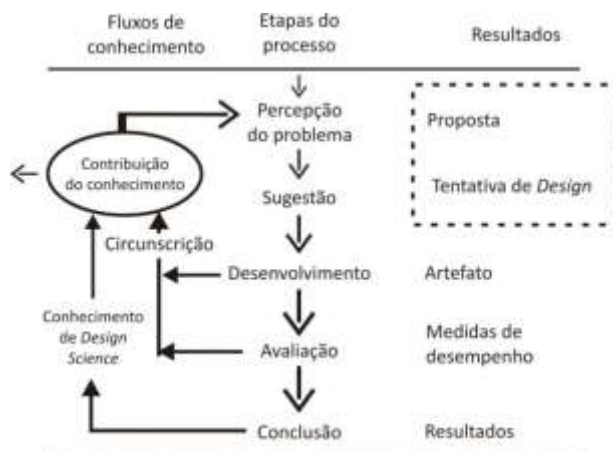 Fluxos de
conhecimento
Etapas do
processo
Resultados
Percepção
do problema
Proposta
Contribuição
do conhecimento
Tentativa de Design
Sugestão
Circunscrição
Desenvolvimento
Artefato
Conhecimento
de Design
Science
Avaliação
Medidas de
desempenho
Conclusão
Resultados